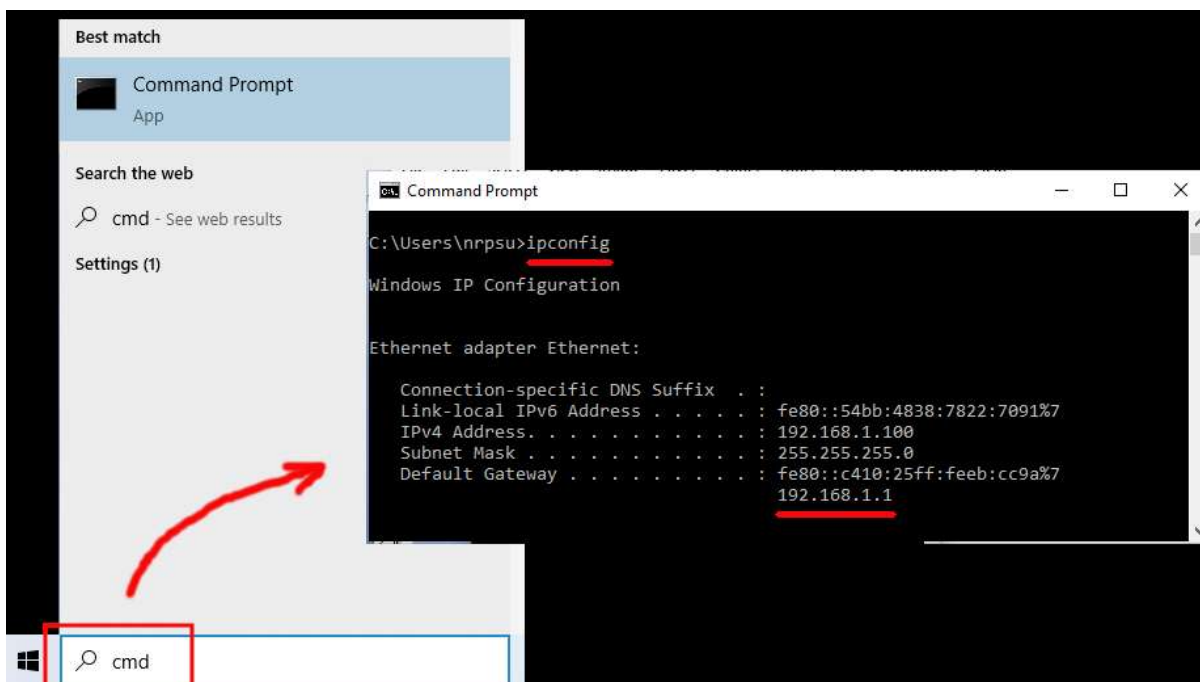 Best match
Command Prompt
App
Search the web
cmd - See web results
Settings (1)
cmd
Command Prompt
C:\Users\nrpsu>ipconfig
Windows IP Configuration
Ethernet adapter Ethernet:
Connection-specific DNS Suffix . :
Link-local IPv6 Address . . . . . : fe80::54bb:4838:7822:7091%7
IPv4 Address. . . . . . . . . . . : 192.168.1.100
Subnet Mask . . . . . . . . . . . : 255.255.255.0
Default Gateway . . . . . . . . . : fe80::c410:25ff:feeb:cc9a%7
192.168.1.1